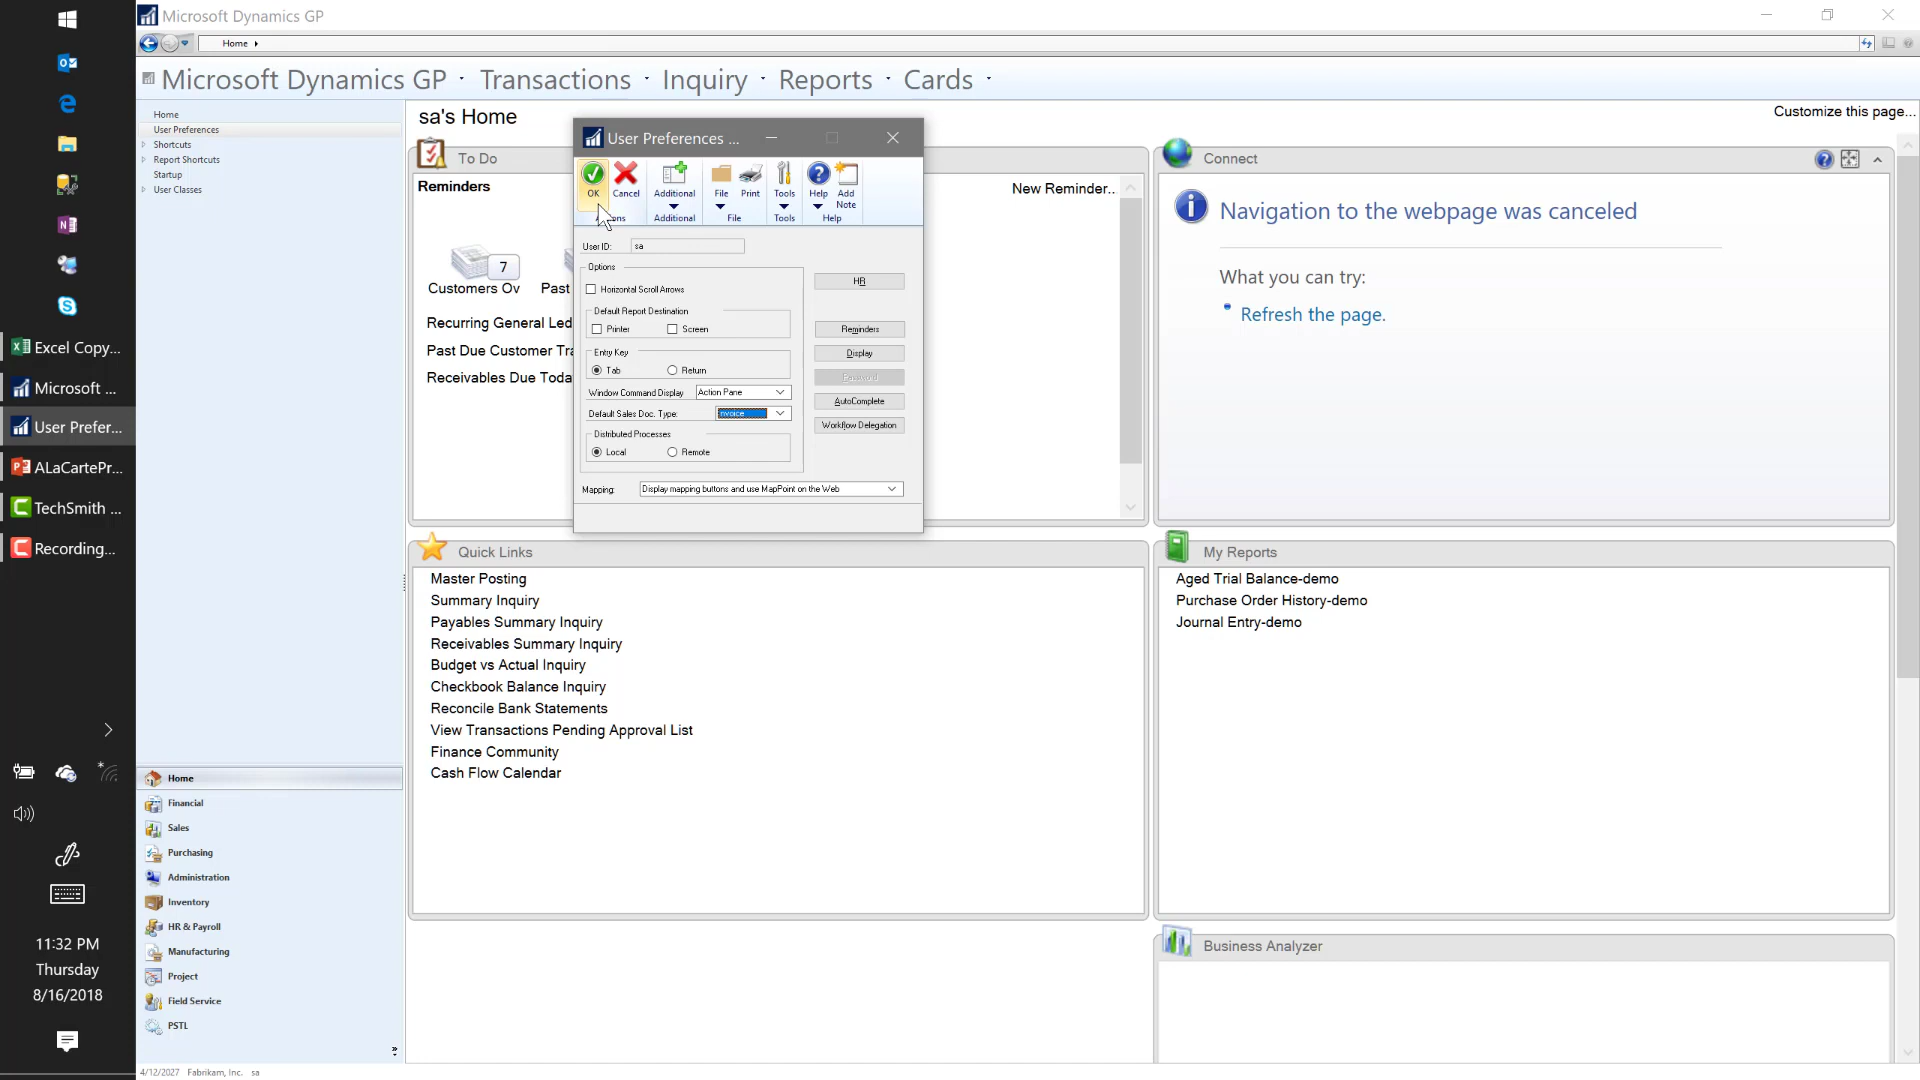 Microsoft Dynamics GP
Home
Microsoft Dynamics GP Transactions Inquiry Reports Cards
Home
User Preferences
Shortcuts
Report Shortcuts
Startup
User Classes
sa's Home
Customize this page...
To Do
Reminders
New Reminder..
7
Customers Ov
Past
Recurring General Led
Past Due Customer Tra
Receivables Due Toda
User Preferences ...
OK
Cancel
Additional
File
Print
Tools
Help
Add
Note
Additional
File
Tools
Help
User ID:
sa
Options
Horizontal Scroll Arrows
Default Report Destination
Printer
Screen
Entry Key
Tab
Return
Window Command Display
Action Pane
Default Sales Doc. Type:
nvoice
Distributed Processes
Local
Remote
Mapping:
Display mapping buttons and use MapPoint on the Web
HR
Reminders
Display
Password
AutoComplete
Workflow Delegation
Connect
Navigation to the webpage was canceled
What you can try:
Refresh the page.
Quick Links
Master Posting
Summary Inquiry
Payables Summary Inquiry
Receivables Summary Inquiry
Budget vs Actual Inquiry
Checkbook Balance Inquiry
Reconcile Bank Statements
View Transactions Pending Approval List
Finance Community
Cash Flow Calendar
My Reports
Aged Trial Balance-demo
Purchase Order History-demo
Journal Entry-demo
Business Analyzer
Home
Financial
Sales
Purchasing
Administration
Inventory
HR & Payroll
Manufacturing
Project
Field Service
PSTL
4/12/2027 Fabrikam, Inc. sa
Excel Copy...
Microsoft ...
User Prefer...
ALaCartePr...
TechSmith ...
Recording...
11:32 PM
Thursday
8/16/2018